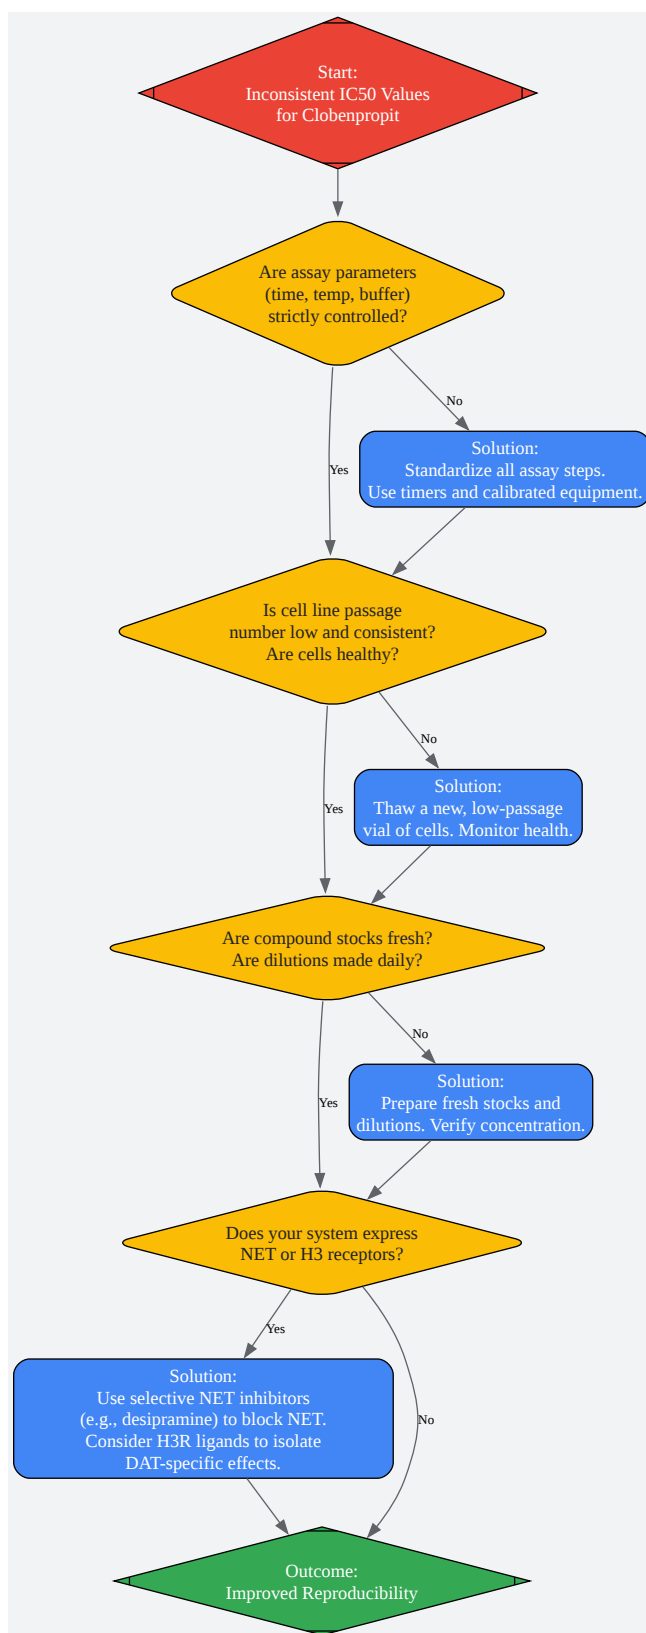 Start:
Inconsistent IC50 Values
for Clobenpropit
Are assay parameters
(time, temp, buffer)
strictly controlled?
No
Solution:
Standardize all assay steps.
Use timers and calibrated equipment.
Yes
Is cell line passage
number low and consistent?
Are cells healthy?
No
Solution:
Thaw a new, low-passage
vial of cells. Monitor health.
Yes
Are compound stocks fresh?
Are dilutions made daily?
No
Solution:
Prepare fresh stocks and
dilutions. Verify concentration.
Yes
Does your system express
NET or H3 receptors?
Yes
Solution:
Use selective NET inhibitors
(e.g., desipramine) to block NET.
Consider H3R ligands to isolate
DAT-specific effects.
No
Outcome:
Improved Reproducibility